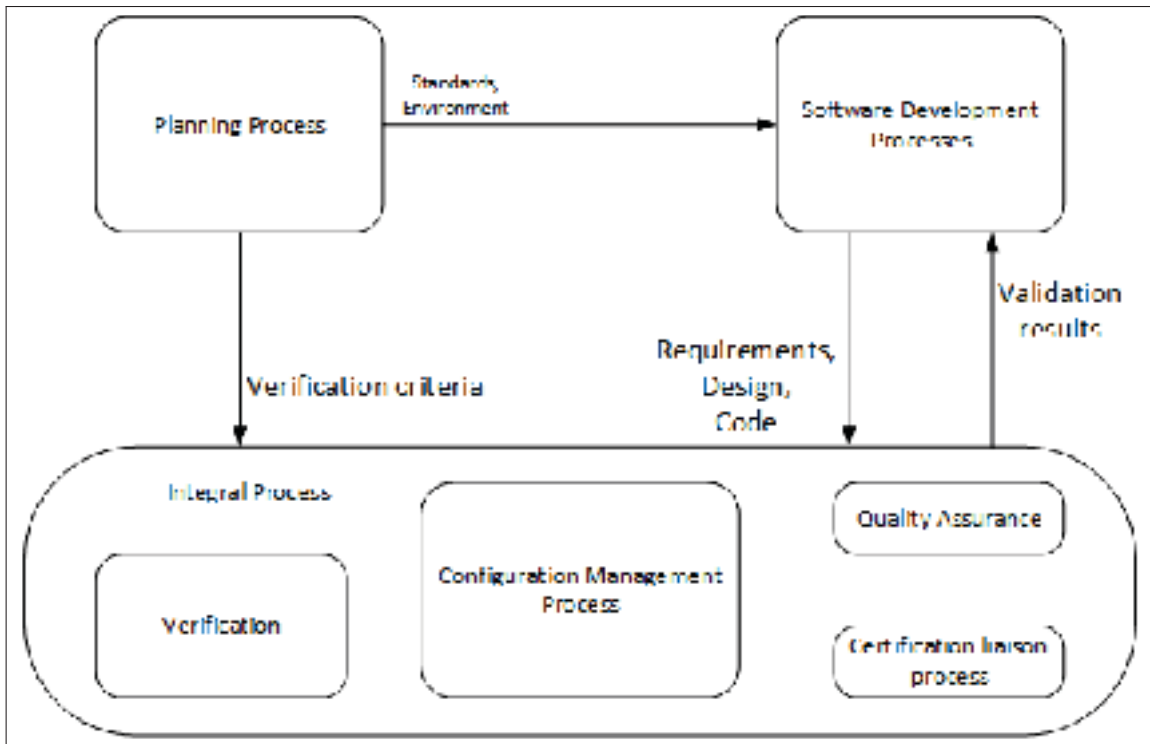 Standards,
Environment
Planning Process
Software Development
Processes
Validation
results
Requirements,
Design,
Code
Verification criteria
Integral Process
Quality Assurance
Configuration Management
Process
Verification
Certification liaison
process